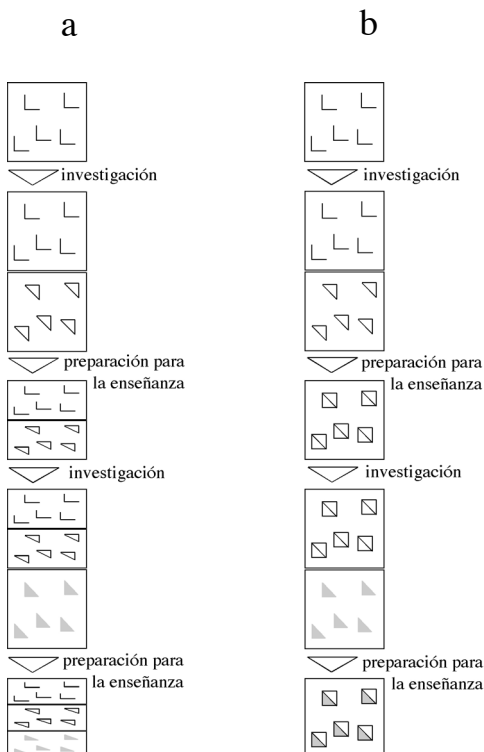 a
b
investigación
investigación
preparación para
la enseñanza
preparación para
la enseñanza
investigación
investigación
preparación para
la enseñanza
preparación para
la enseñanza